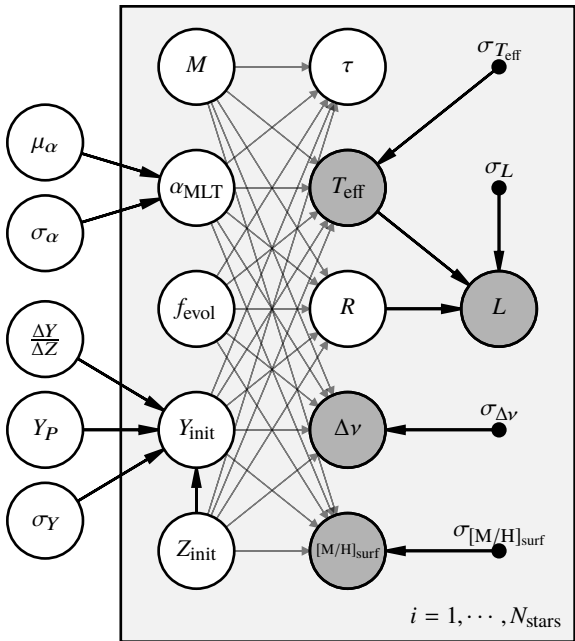 M
τ
σ_{T_eff}
μ_α
α_MLT
T_eff
σ_L
σ_α
ΔY/ΔZ
f_evol
R
L
Y_P
Y_init
Δν
σ_{Δν}
σ_Y
Z_init
[M/H]_surf
σ_{[M/H]_surf}
i = 1, ⋯ , N_stars